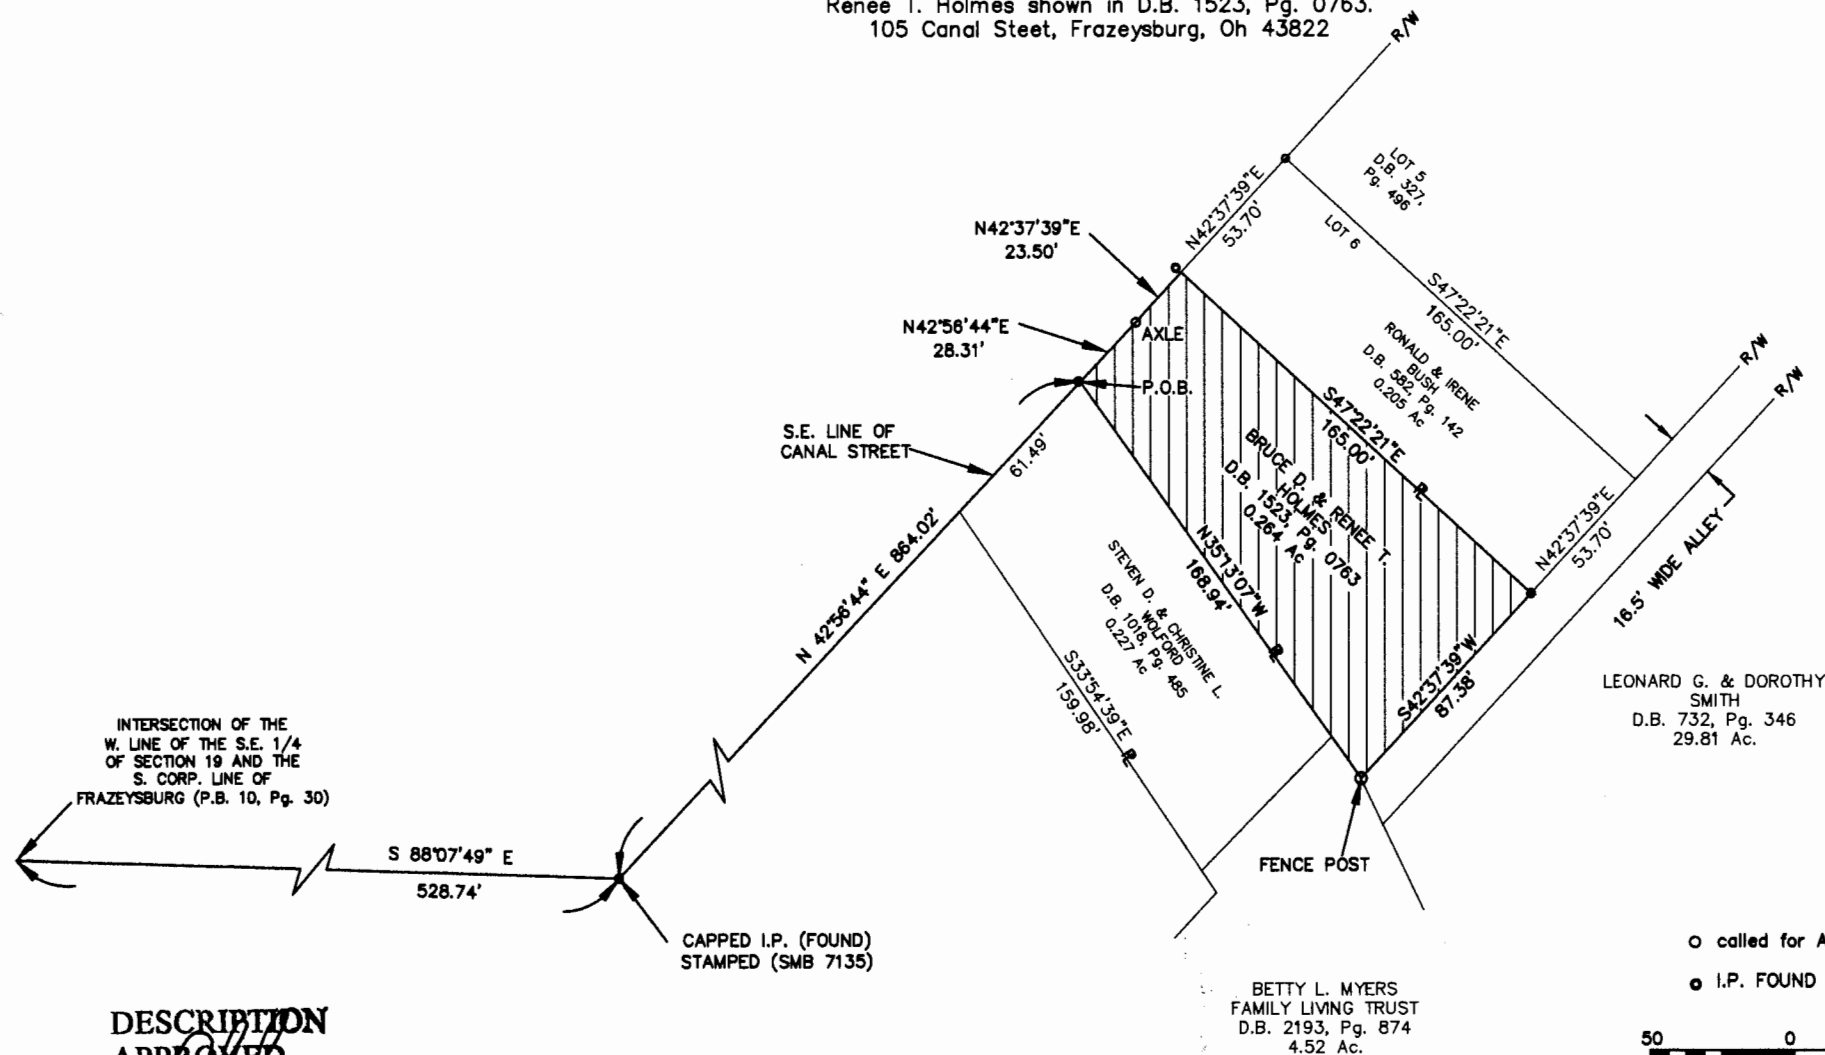 Renee T. Holmes shown in D.B. 1523, Pg. 0763.
105 Canal Steet, Frazeysburg, Oh 43822
R/W
LOT 5
D.B. 327,
Pg. 496
N42°37'39"E
53.70'
LOT 6
N42°37'39"E
23.50'
S47°22'21"E
165.00'
N42°56'44"E
28.31'
AXLE
RONALD & IRENE
BUSH
D.B. 582, Pg. 142
0.205 Ac
R/W
R/W
P.O.B.
S47°22'21"E
165.00'
S.E. LINE OF
CANAL STREET
61.49'
BRUCE D. & RENEE T.
HOLMES
D.B. 1523, Pg. 0763
0.264 Ac
N42°37'39"E
53.70'
16.5' WIDE ALLEY
N 42°56'44" E 864.02'
N35°13'07"W
168.94'
STEVEN D. & CHRISTINE L.
WOLFORD
D.B. 1018, Pg. 485
0.227 Ac
S33°54'39"E
159.98'
S42°37'39"W
87.38'
LEONARD G. & DOROTHY
SMITH
D.B. 732, Pg. 346
29.81 Ac.
INTERSECTION OF THE
W. LINE OF THE S.E. 1/4
OF SECTION 19 AND THE
S. CORP. LINE OF
FRAZEYSBURG (P.B. 10, Pg. 30)
S 88°07'49" E
528.74'
FENCE POST
CAPPED I.P. (FOUND)
STAMPED (SMB 7135)
called for A
I.P. FOUND
BETTY L. MYERS
FAMILY LIVING TRUST
D.B. 2193, Pg. 874
4.52 Ac.
DESCRIPTION
APPROVED
50 0